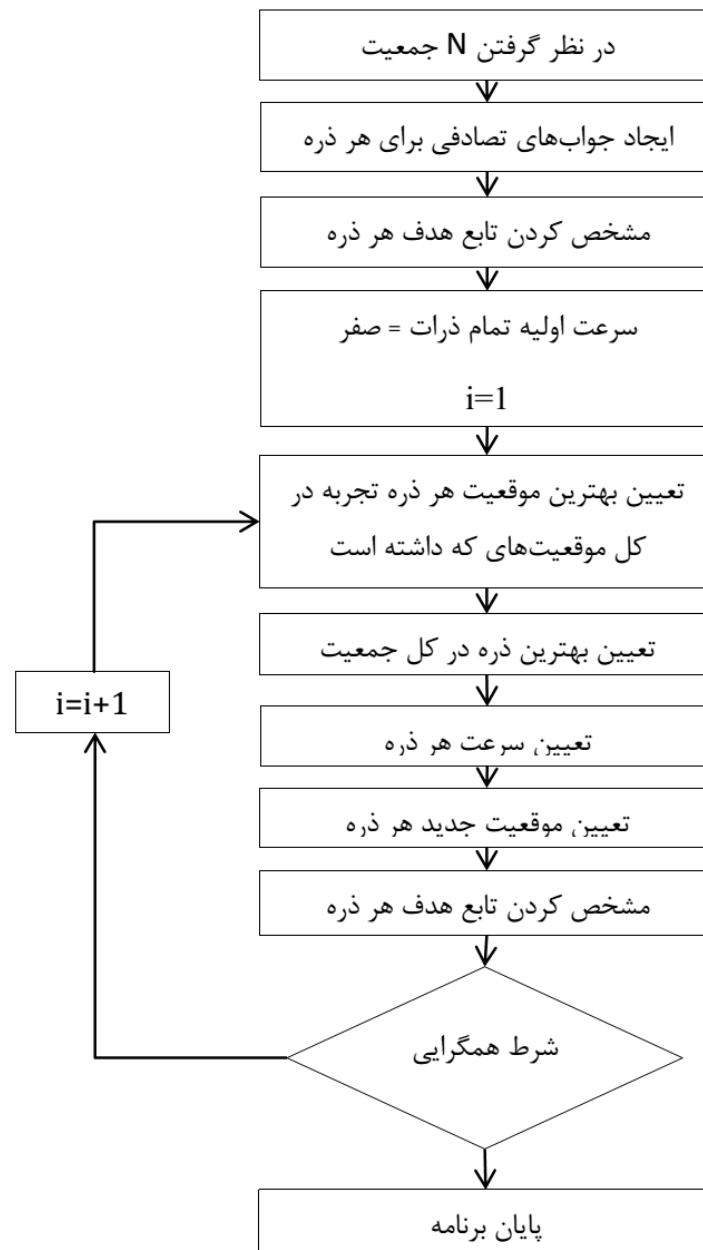 در نظر گرفتن N جمعیت
ایجاد جواب‌های تصادفی برای هر ذره
مشخص کردن تابع هدف هر ذره
سرعت اولیه تمام ذرات = صفر
i=1
تعیین بهترین موقعیت هر ذره تجربه در
کل موقعیت‌های که داشته است
تعیین بهترین ذره در کل جمعیت
i=i+1
تعیین سرعت هر ذره
تعیین موقعیت جدید هر ذره
مشخص کردن تابع هدف هر ذره
شرط همگرایی
پایان برنامه